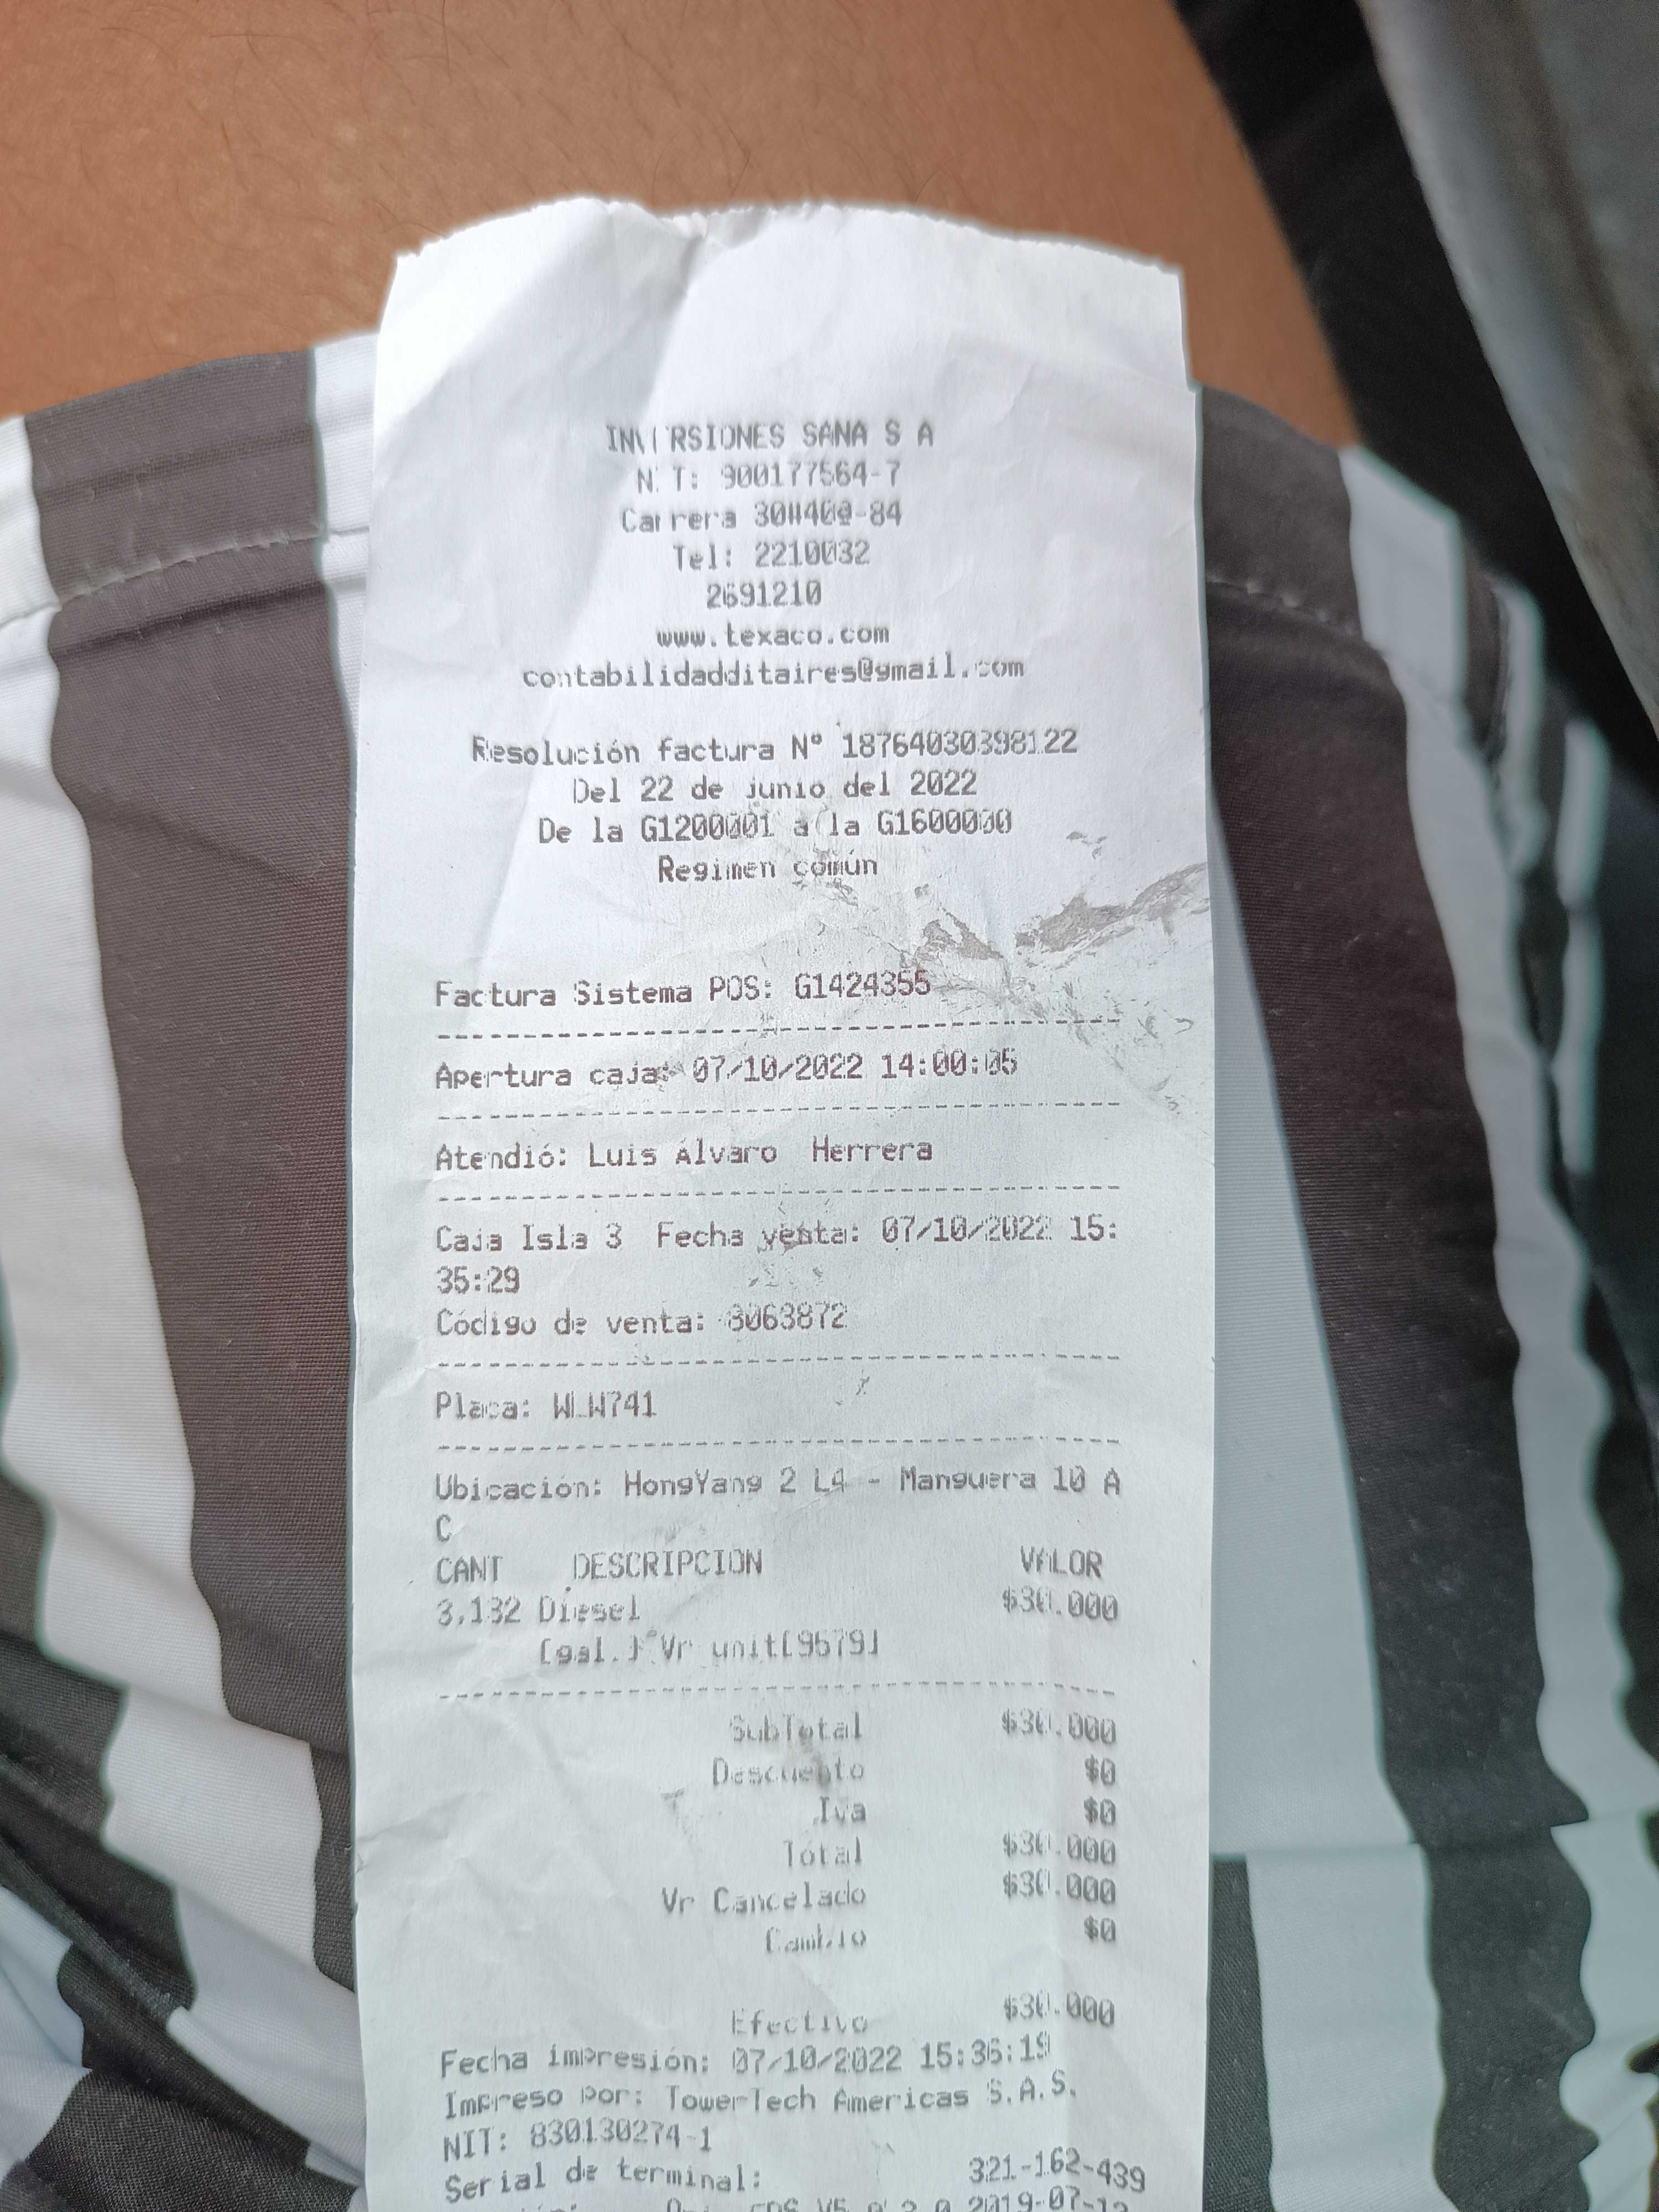 INVERSIONES SANA S A
NIT: 900177564-7
Carrera 30#40@-84
Tel: 2210032
2691210
www.texaco.com
contabilidadditaires@gmail.com
Resolución factura N° 18764030398122
Del 22 de junio del 2022
De la G1200001 a la G1600000
Regimen común
Factura Sistema POS: G1424355
Apertura caja: 07/10/2022 14:00:05
Atendió: Luis Alvaro Herrera
Caja Isla 3 Fecha venta: 07/10/2022 15:
35:29
Código de venta: 8063872
Placa: WLW741
Ubicación: HongYang 2 L4 - Manguera 10 A
C
CANT DESCRIPCION VALOR
3,132 Diesel $30.000
[gal.] Vr unit[9579]
SubTotal $30.000
Descuento $0
Iva $0
Total $30.000
Vr Cancelado $30.000
Cambio $0
Efectivo $30.000
Fecha impresión: 07/10/2022 15:36:19
Impreso por: TowerTech Americas S.A.S.
NIT: 830130274-1
Serial de terminal: 321-162-439